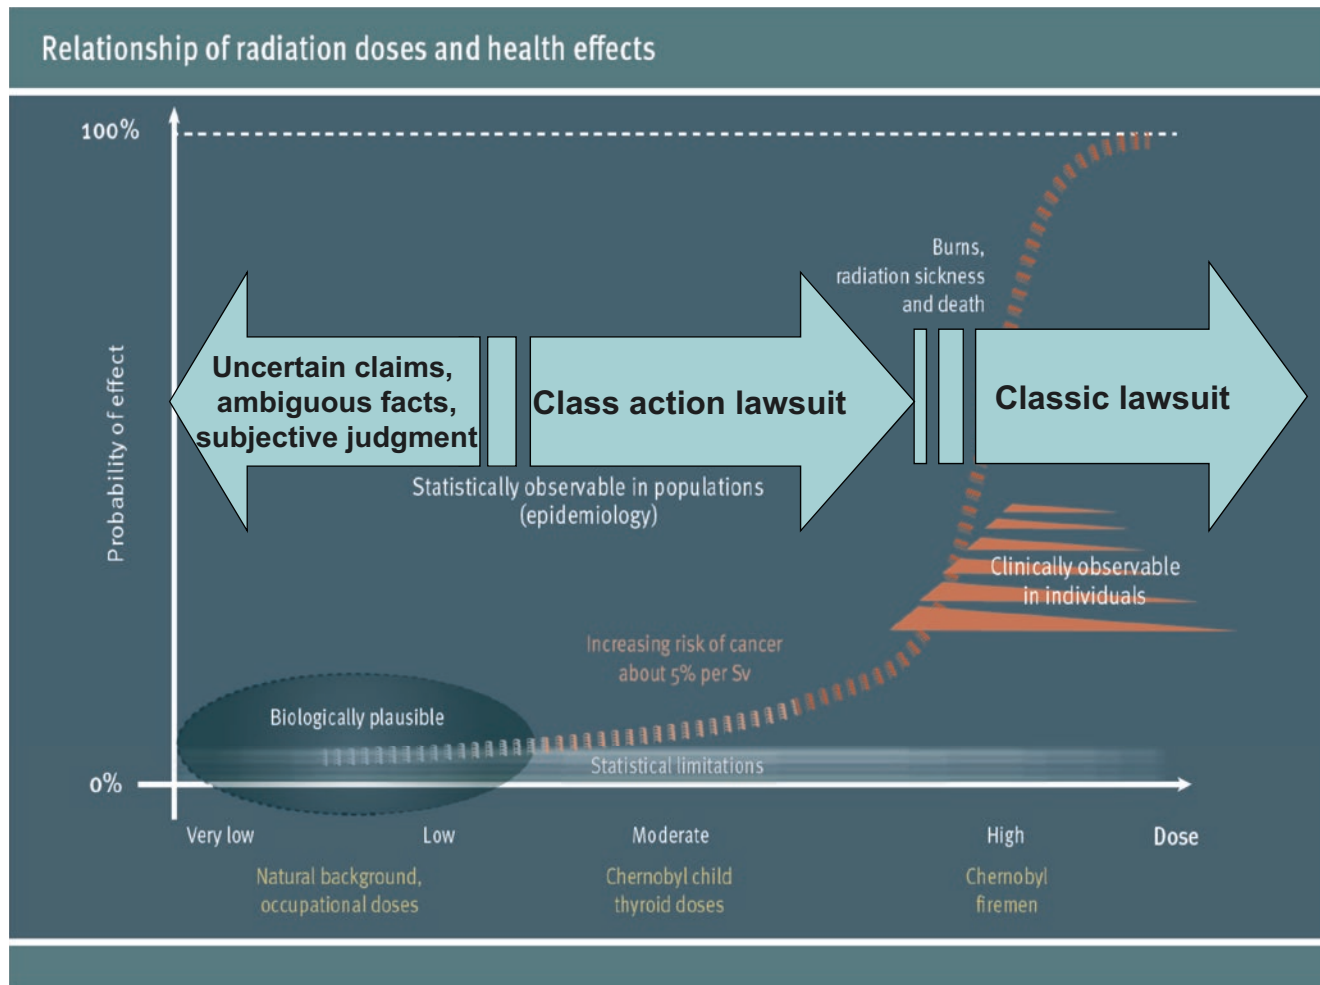 Relationship of radiation doses and health effects
100%
Burns,
radiation sickness
and death
Probability of effect
Uncertain claims,
ambiguous facts,
subjective judgment
Class action lawsuit
Classic lawsuit
Statistically observable in populations
(epidemiology)
Clinically observable
in individuals
Increasing risk of cancer
about 5% per Sv
Biologically plausible
Statistical limitations
0%
Very low
Low
Moderate
High
Dose
Natural background,
occupational doses
Chernobyl child
thyroid doses
Chernobyl
firemen